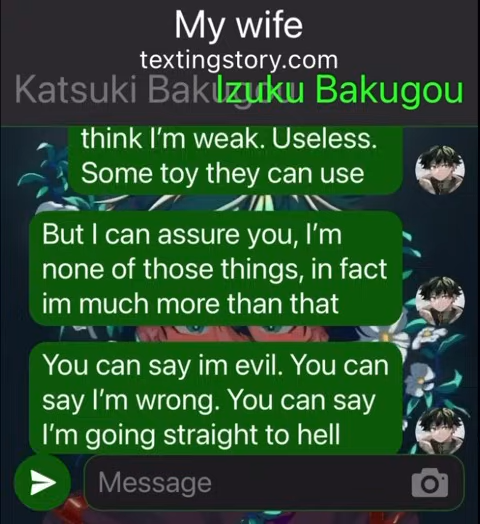 My wife
textingstory.com
Katsuki Bakugou Izuku Bakugou
think I'm weak. Useless.
Some toy they can use
But I can assure you, I'm
none of those things, in fact
im much more than that
You can say im evil. You can
say I'm wrong. You can say
I'm going straight to hell
Message